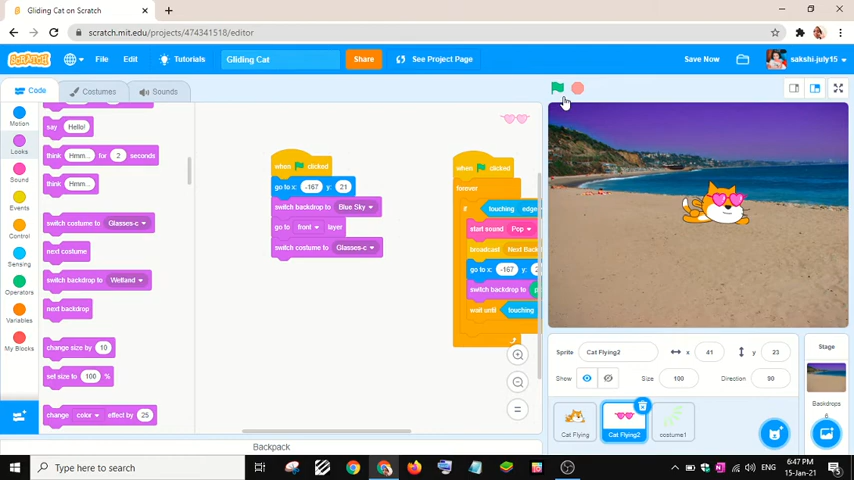 Gliding Cat on Scratch
scratch.mit.edu/projects/474341518/editor
SCRATCH
File Edit Tutorials Gliding Cat Share See Project Page Save Now sakshi-july15
Code Costumes Sounds
Motion
Looks
Sound
Events
Control
Sensing
Operators
Variables
My Blocks
say Hello!
think Hmm... for 2 seconds
think Hmm...
switch costume to Glasses-c
next costume
switch backdrop to Wetland
next backdrop
change size by 10
set size to 100 %
change color effect by 25
when clicked
go to x: -167 y: 21
switch backdrop to Blue Sky
go to front layer
switch costume to Glasses-c
when clicked
forever
touching edge
start sound Pop
broadcast Next Back
go to x: -167 y:
switch backdrop to
wait until touching
Backpack
Sprite Cat Flying2 x 41 y 23
Show Size 100 Direction 90
Cat Flying Cat Flying2 costume1
Stage
Backdrops
Type here to search
ENG
6:47 PM
15-Jan-21